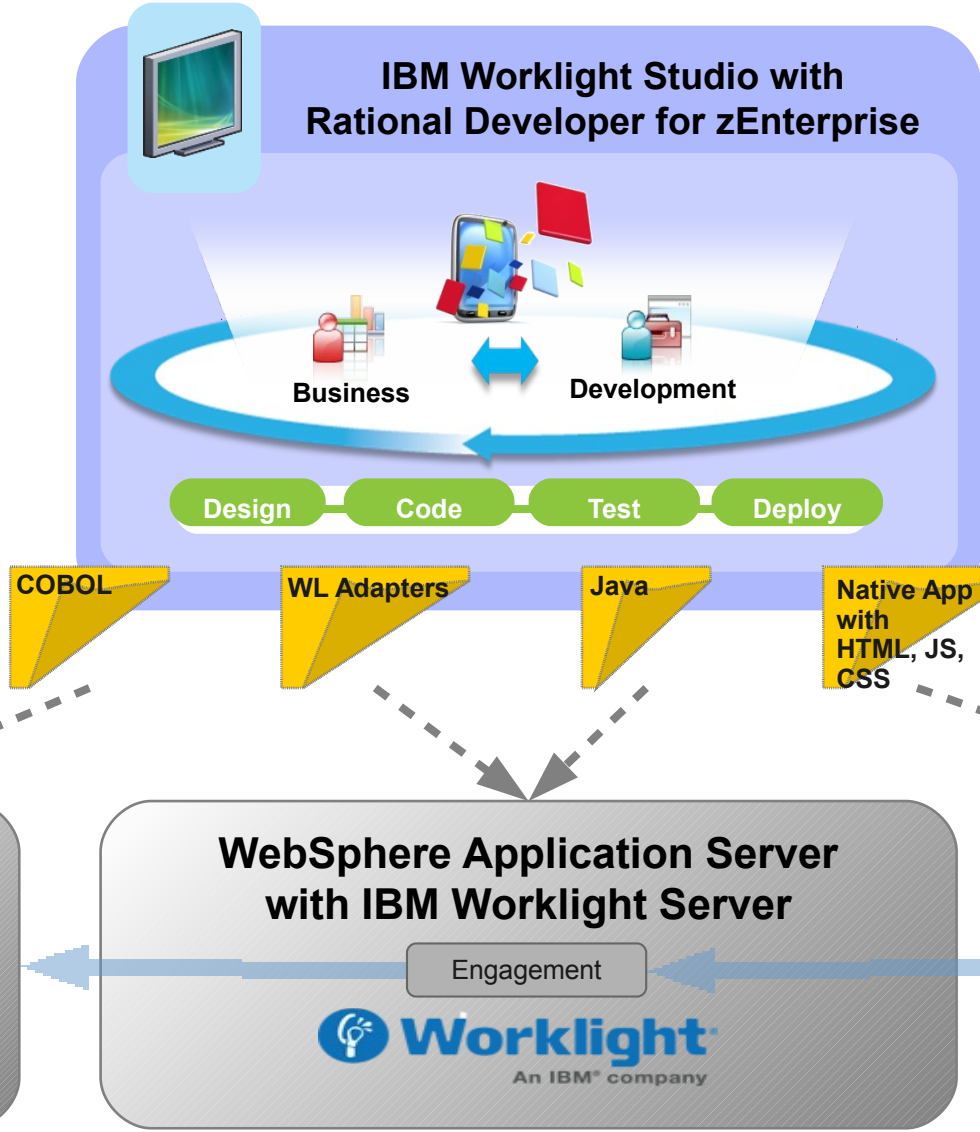 IBM Worklight Studio with
Rational Developer for zEnterprise
Business
Development
Design
Code
Test
Deploy
COBOL
WL Adapters
Java
Native App
with
HTML, JS,
CSS
WebSphere Application Server
with IBM Worklight Server
Engagement
Worklight
An IBM® company